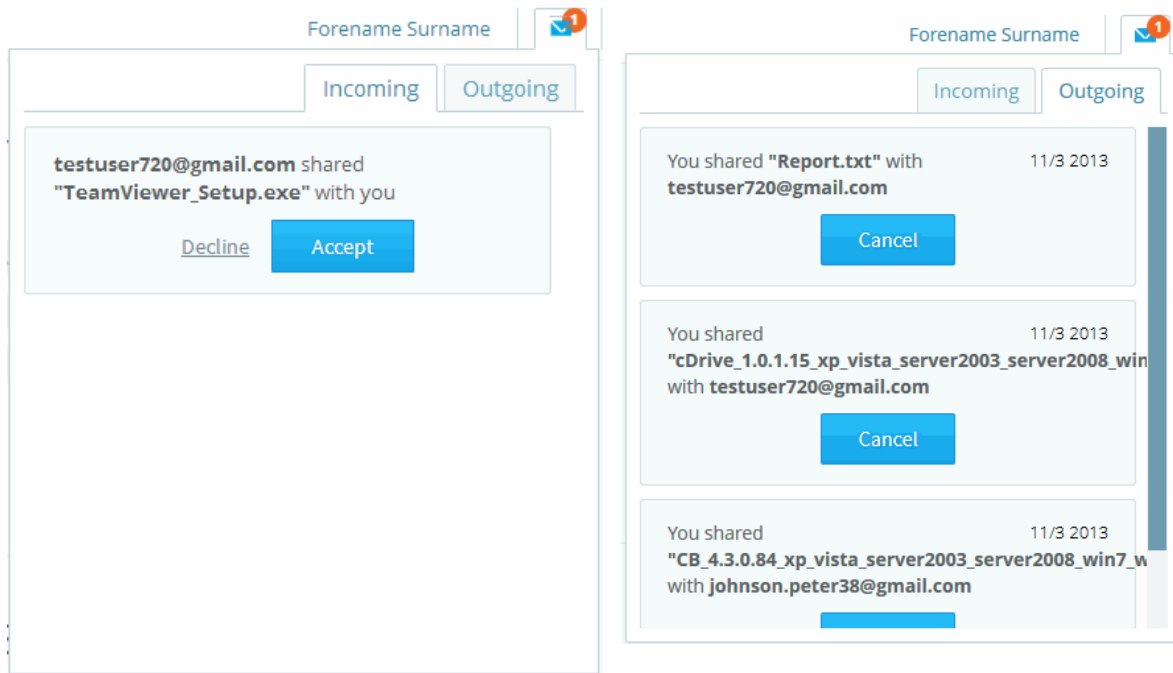 Forename Surname
1
Incoming
Outgoing
testuser720@gmail.com shared
"TeamViewer_Setup.exe" with you
Decline
Accept
Forename Surname
1
Incoming
Outgoing
You shared "Report.txt" with
11/3 2013
testuser720@gmail.com
Cancel
You shared
11/3 2013
"cDrive_1.0.1.15_xp_vista_server2003_server2008_win
with testuser720@gmail.com
Cancel
You shared
11/3 2013
"CB_4.3.0.84_xp_vista_server2003_server2008_win7_w
with johnson.peter38@gmail.com